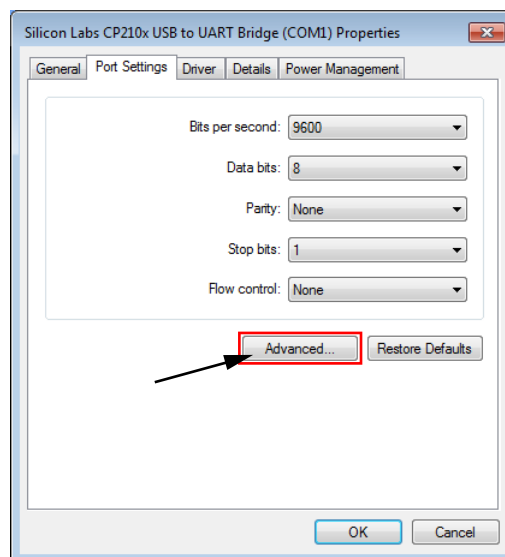 Silicon Labs CP210x USB to UART Bridge (COM1) Properties
General Port Settings Driver Details Power Management
Bits per second: 9600
Data bits: 8
Parity: None
Stop bits: 1
Flow control: None
Advanced... Restore Defaults
OK Cancel